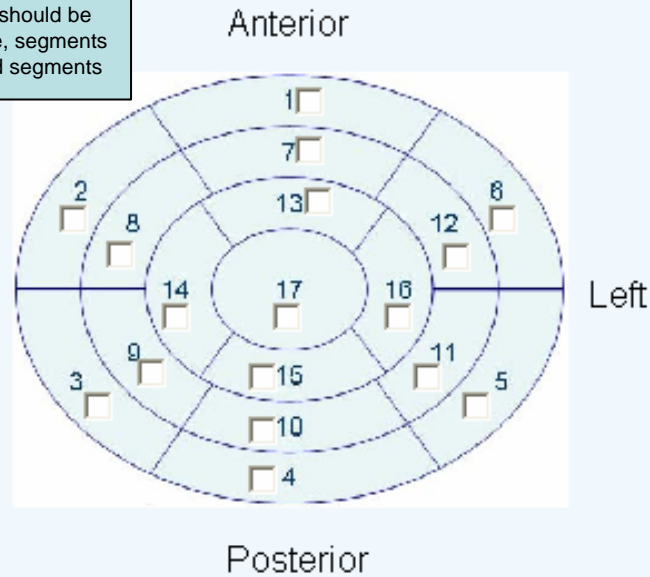 should be
e, segments
d segments
Anterior
1
7
13
2
6
8
12
14
17
16
Left
9
11
3
15
5
10
4
Posterior